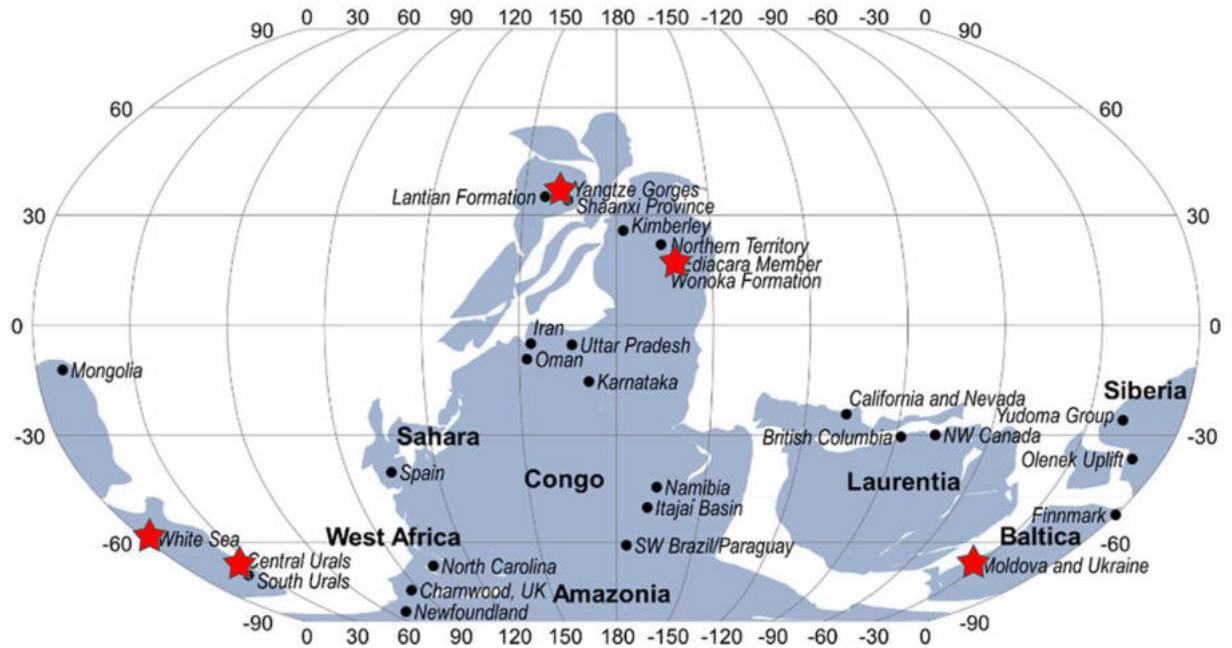 0 30 60 90 120 150 180 -150 -120 -90 -60 -30 0
90 90
60 60
Lantian Formation
Yangtze Gorges
Shaanxi Province
30 30
Kimberley
Northern Territory
Ediacara Member
Wonoka Formation
0 0
Iran
Uttar Pradesh
Oman
Mongolia
Karnataka
Siberia
California and Nevada
Yudoma Group
-30 -30
Sahara
British Columbia
NW Canada
Olenek Uplift
Spain
Congo
Namibia
Laurentia
Itajaí Basin
Finnmark
White Sea
West Africa
Baltica
-60 -60
SW Brazil/Paraguay
Central Urals
South Urals
North Carolina
Moldova and Ukraine
Charnwood, UK
Amazonia
Newfoundland
-90 -90
0 30 60 90 120 150 180 -150 -120 -90 -60 -30 0